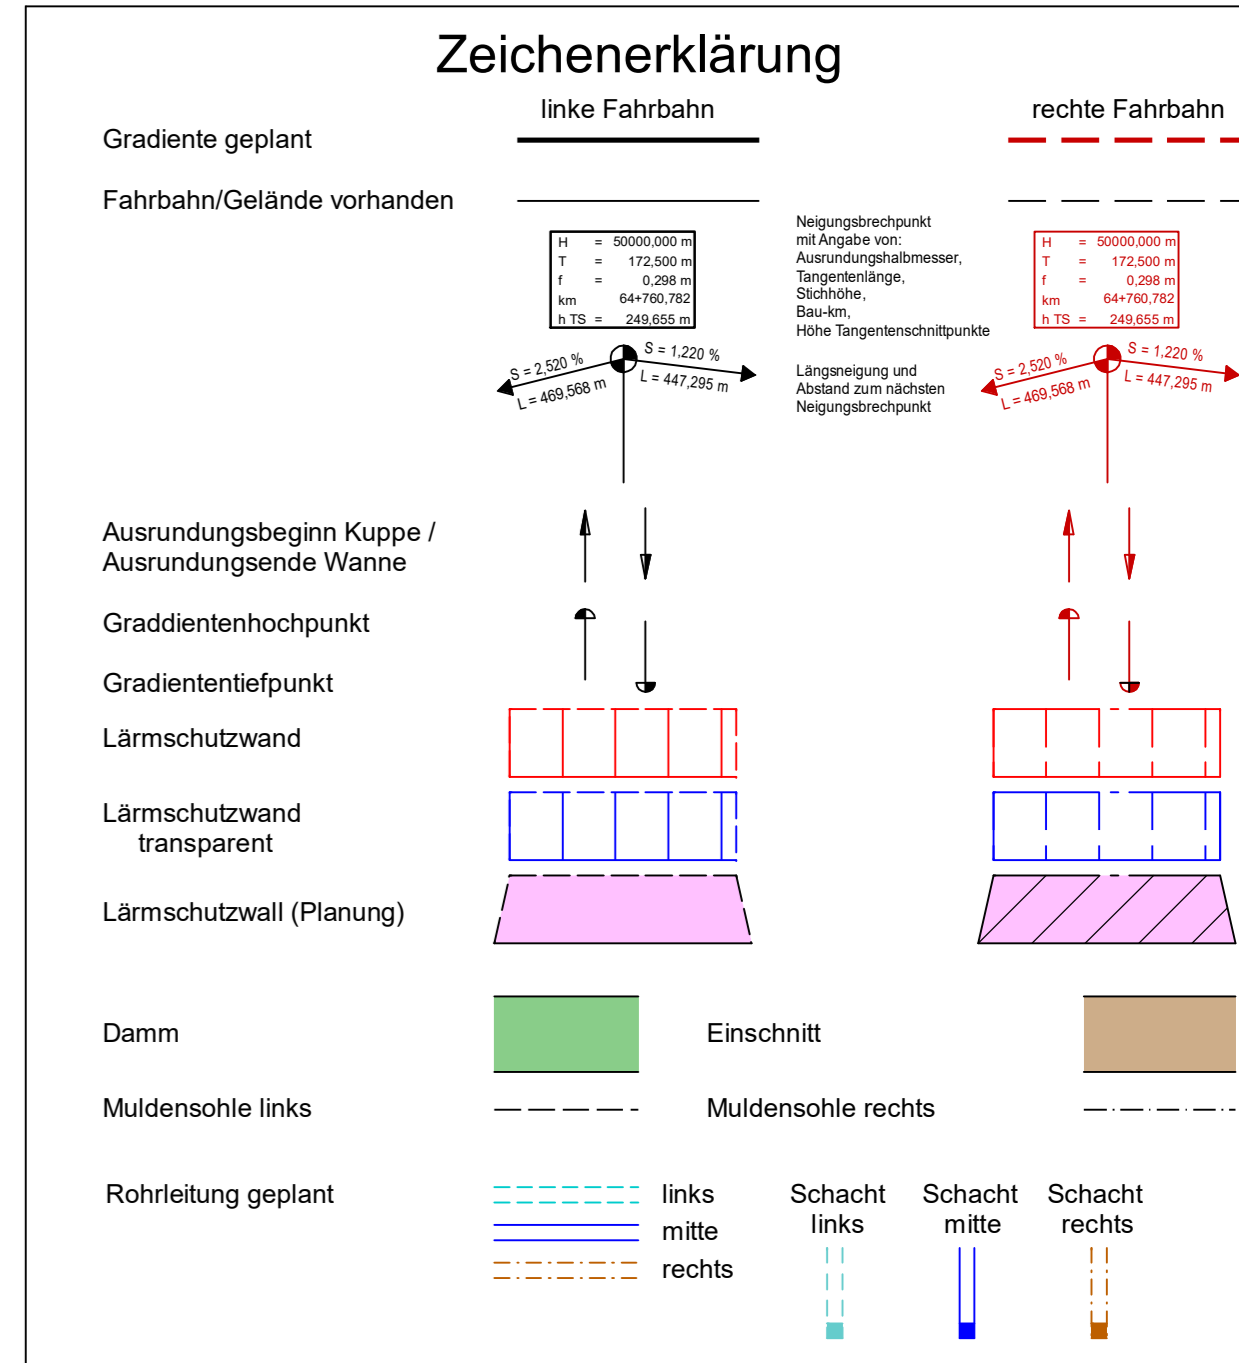 Zeichenerklärung
linke Fahrbahn
rechte Fahrbahn
Gradiente geplant
Fahrbahn/Gelände vorhanden
H = 50000,000 m
T = 172,500 m
f = 0,298 m
km 64+760,782
h TS = 249,655 m
Neigungsbrechpunkt
mit Angabe von:
Ausrundungshalbmesser,
Tangentenlänge,
Stichhöhe,
Bau-km,
Höhe Tangentenschnittpunkte
H = 50000,000 m
T = 172,500 m
f = 0,298 m
km 64+760,782
h TS = 249,655 m
S = 2,520 %
L = 469,568 m
S = 1,220 %
L = 447,295 m
Längsneigung und
Abstand zum nächsten
Neigungsbrechpunkt
S = 2,520 %
L = 469,568 m
S = 1,220 %
L = 447,295 m
Ausrundungsbeginn Kuppe /
Ausrundungsende Wanne
Graddientenhochpunkt
Gradiententiefpunkt
Lärmschutzwand
Lärmschutzwand
transparent
Lärmschutzwall (Planung)
Damm
Einschnitt
Muldensohle links
Muldensohle rechts
Rohrleitung geplant
links
mitte
rechts
Schacht
links
Schacht
mitte
Schacht
rechts